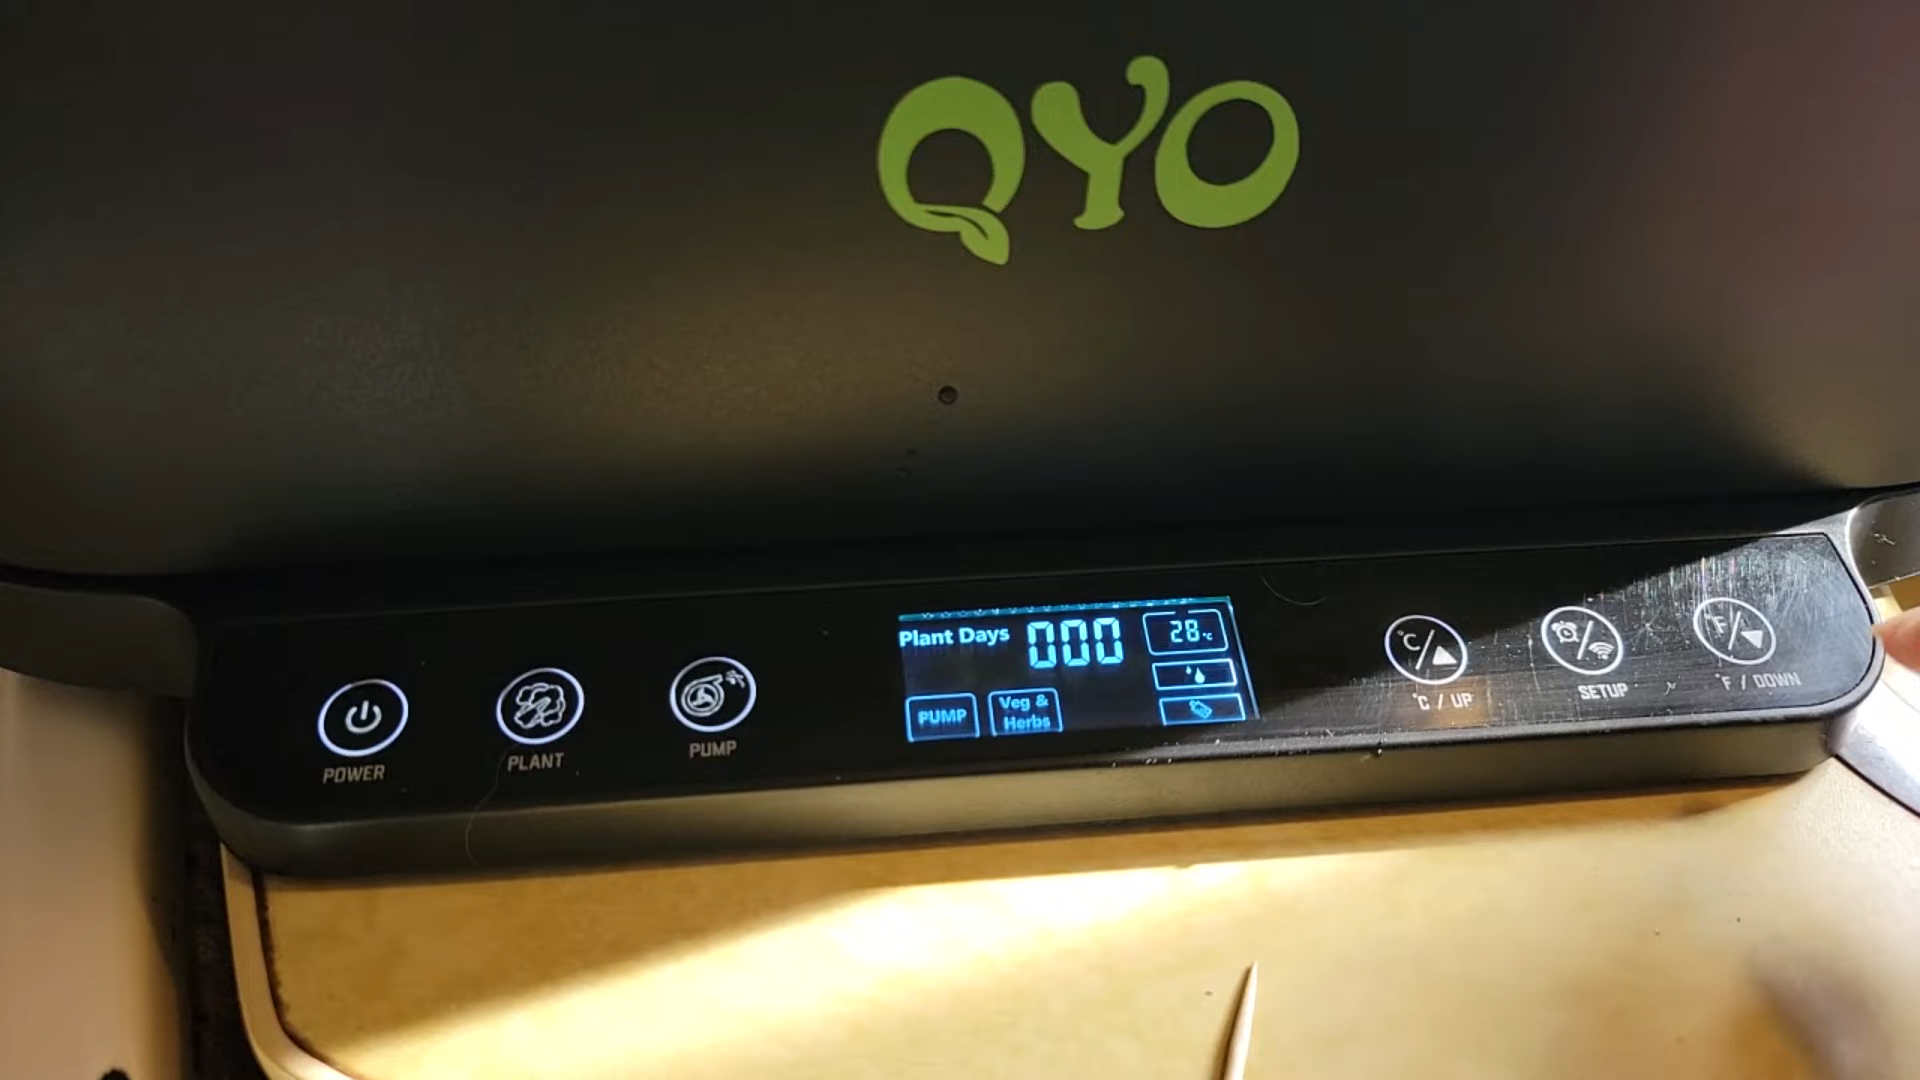 QYO
Plant Days 000 28°C
PUMP Veg &
Herbs
POWER
PLANT
PUMP
°C/
°C / UP
SETUP
°F/
°F / DOWN